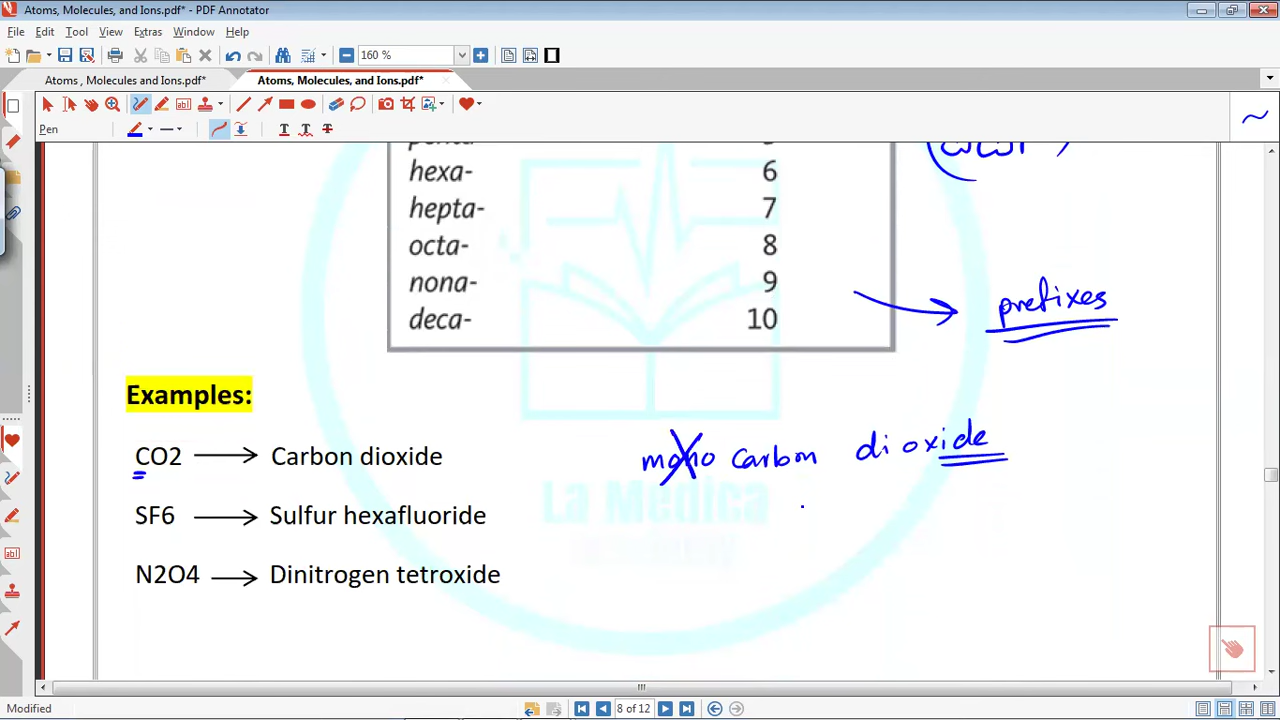 Atoms, Molecules, and Ions.pdf* - PDF Annotator
File Edit Tool View Extras Window Help
160 %
Atoms , Molecules and Ions.pdf* Atoms, Molecules, and Ions.pdf*
Pen
hexa- 6
hepta- 7
octa- 8
nona- 9
deca- 10
prefixes
Examples:
CO2 → Carbon dioxide
mono carbon dioxide
La Medica
SF6 → Sulfur hexafluoride
N2O4 → Dinitrogen tetroxide
Modified
8 of 12